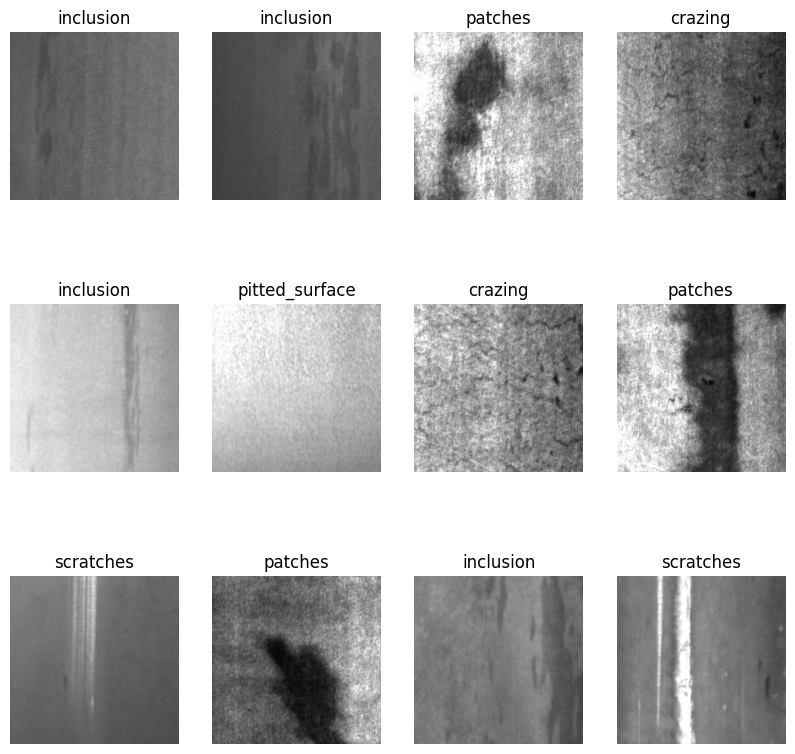 inclusion
inclusion
patches
crazing
inclusion
pitted_surface
crazing
patches
scratches
patches
inclusion
scratches